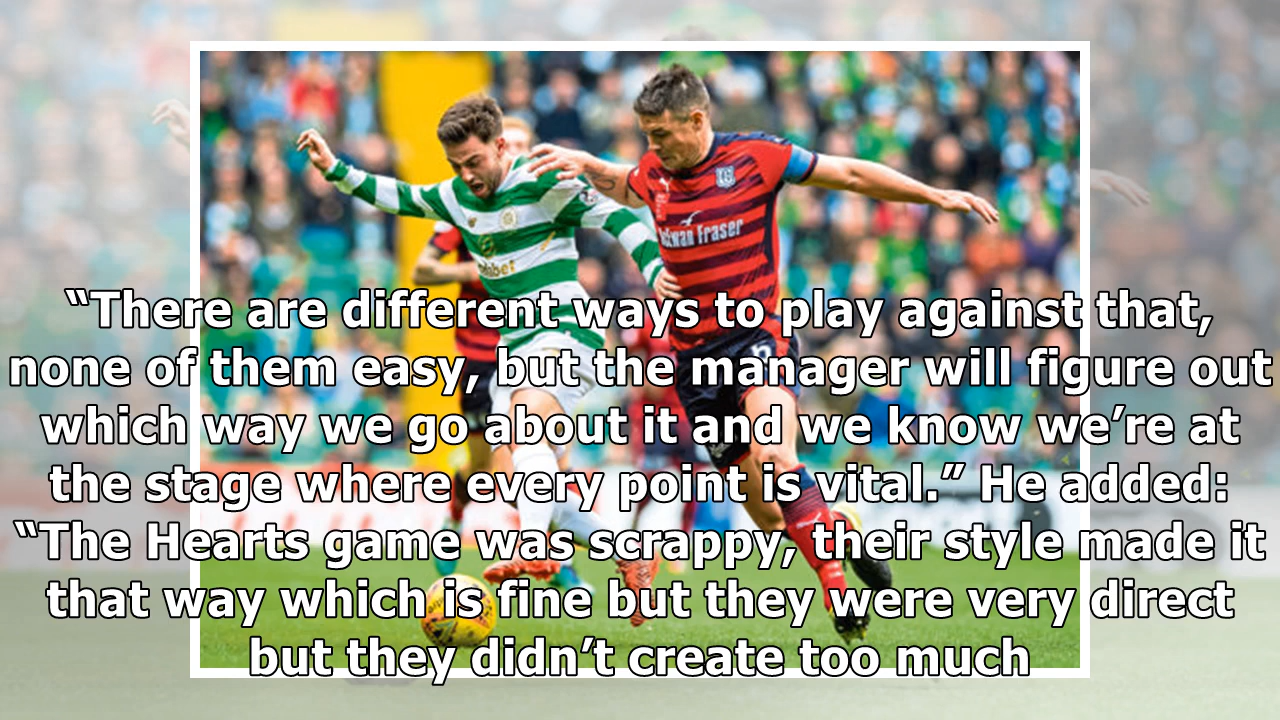 “There are different ways to play against that,
none of them easy, but the manager will figure out
which way we go about it and we know we’re at
the stage where every point is vital.” He added:
“The Hearts game was scrappy, their style made it
that way which is fine but they were very direct
but they didn’t create too much
Fraser